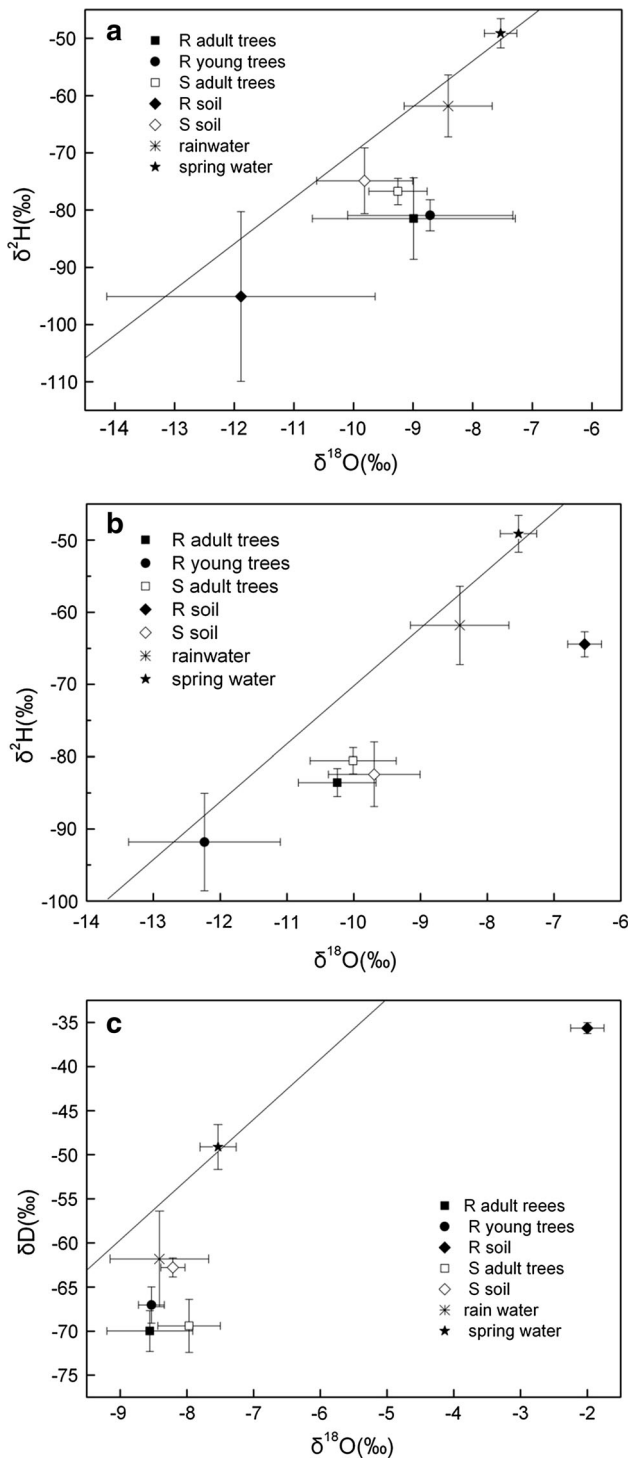 a
R adult trees
R young trees
S adult trees
R soil
S soil
rainwater
spring water
-50
-60
-70
-80
-90
-100
-110
δ²H(‰)
-14 -13 -12 -11 -10 -9 -8 -7 -6
δ¹⁸O(‰)
b
R adult trees
R young trees
S adult trees
R soil
S soil
rainwater
spring water
-50
-60
-70
-80
-90
-100
δ²H(‰)
-14 -13 -12 -11 -10 -9 -8 -7 -6
δ¹⁸O(‰)
c
-35
-40
-45
-50
-55
-60
-65
-70
-75
δD(‰)
R adult reees
R young trees
R soil
S adult trees
S soil
rain water
spring water
-9 -8 -7 -6 -5 -4 -3 -2
δ¹⁸O(‰)